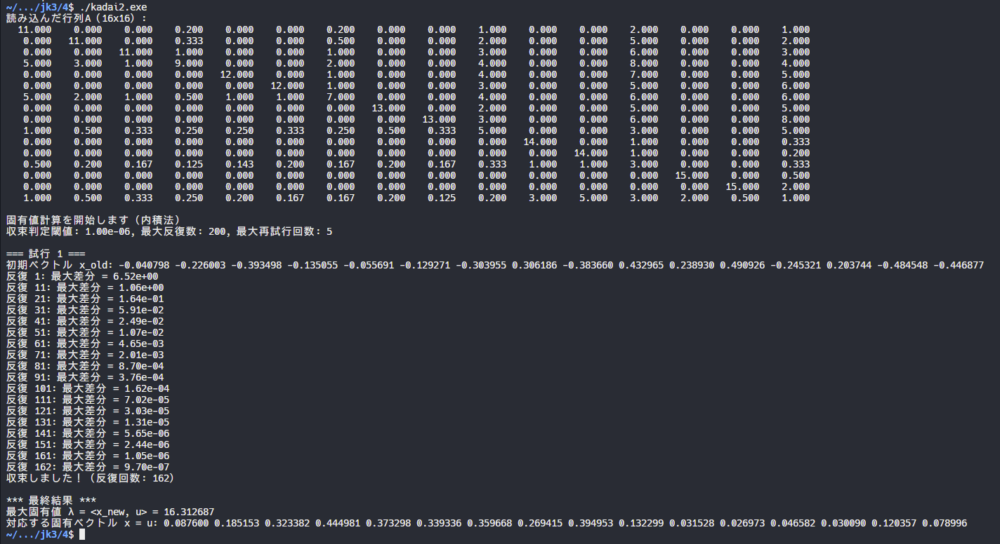 ~/.../jk3/4$ ./kadai2.exe
読み込んだ行列A（16x16）:
11.000 0.000 0.000 0.200 0.000 0.000 0.200 0.000 0.000 1.000 0.000 0.000 2.000 0.000 0.000 1.000
0.000 11.000 0.000 0.333 0.000 0.000 0.500 0.000 0.000 2.000 0.000 0.000 5.000 0.000 0.000 2.000
0.000 0.000 11.000 1.000 0.000 0.000 1.000 0.000 0.000 3.000 0.000 0.000 6.000 0.000 0.000 3.000
5.000 3.000 1.000 9.000 0.000 0.000 2.000 0.000 0.000 4.000 0.000 0.000 8.000 0.000 0.000 4.000
0.000 0.000 0.000 0.000 12.000 0.000 1.000 0.000 0.000 4.000 0.000 0.000 7.000 0.000 0.000 5.000
0.000 0.000 0.000 0.000 0.000 12.000 1.000 0.000 0.000 3.000 0.000 0.000 5.000 0.000 0.000 6.000
5.000 2.000 1.000 0.500 1.000 1.000 7.000 0.000 0.000 4.000 0.000 0.000 6.000 0.000 0.000 6.000
0.000 0.000 0.000 0.000 0.000 0.000 0.000 13.000 0.000 2.000 0.000 0.000 5.000 0.000 0.000 5.000
0.000 0.000 0.000 0.000 0.000 0.000 0.000 0.000 13.000 3.000 0.000 0.000 6.000 0.000 0.000 8.000
1.000 0.500 0.333 0.250 0.250 0.333 0.250 0.500 0.333 5.000 0.000 0.000 3.000 0.000 0.000 5.000
0.000 0.000 0.000 0.000 0.000 0.000 0.000 0.000 0.000 0.000 14.000 0.000 1.000 0.000 0.000 0.333
0.000 0.000 0.000 0.000 0.000 0.000 0.000 0.000 0.000 0.000 0.000 14.000 1.000 0.000 0.000 0.200
0.500 0.200 0.167 0.125 0.143 0.200 0.167 0.200 0.167 0.333 1.000 1.000 3.000 0.000 0.000 0.333
0.000 0.000 0.000 0.000 0.000 0.000 0.000 0.000 0.000 0.000 0.000 0.000 0.000 15.000 0.000 0.500
0.000 0.000 0.000 0.000 0.000 0.000 0.000 0.000 0.000 0.000 0.000 0.000 0.000 0.000 15.000 2.000
1.000 0.500 0.333 0.250 0.200 0.167 0.167 0.200 0.125 0.200 3.000 5.000 3.000 2.000 0.500 1.000
固有値計算を開始します（内積法）
収束判定閾値: 1.00e-06, 最大反復数: 200, 最大再試行回数: 5
=== 試行 1 ===
初期ベクトル x_old: -0.040798 -0.226003 -0.393498 -0.135055 -0.055691 -0.129271 -0.303955 0.306186 -0.383660 0.432965 0.238930 0.490926 -0.245321 0.203744 -0.484548 -0.446877
反復 1: 最大差分 = 6.52e+00
反復 11: 最大差分 = 1.06e+00
反復 21: 最大差分 = 1.64e-01
反復 31: 最大差分 = 5.91e-02
反復 41: 最大差分 = 2.49e-02
反復 51: 最大差分 = 1.07e-02
反復 61: 最大差分 = 4.65e-03
反復 71: 最大差分 = 2.01e-03
反復 81: 最大差分 = 8.70e-04
反復 91: 最大差分 = 3.76e-04
反復 101: 最大差分 = 1.62e-04
反復 111: 最大差分 = 7.02e-05
反復 121: 最大差分 = 3.03e-05
反復 131: 最大差分 = 1.31e-05
反復 141: 最大差分 = 5.65e-06
反復 151: 最大差分 = 2.44e-06
反復 161: 最大差分 = 1.05e-06
反復 162: 最大差分 = 9.70e-07
収束しました！（反復回数: 162）
*** 最終結果 ***
最大固有値 λ = <x_new, u> = 16.312687
対応する固有ベクトル x = u: 0.087600 0.185153 0.323382 0.444981 0.373298 0.339336 0.359668 0.269415 0.394953 0.132299 0.031528 0.026973 0.046582 0.030090 0.120357 0.078996
~/.../jk3/4$